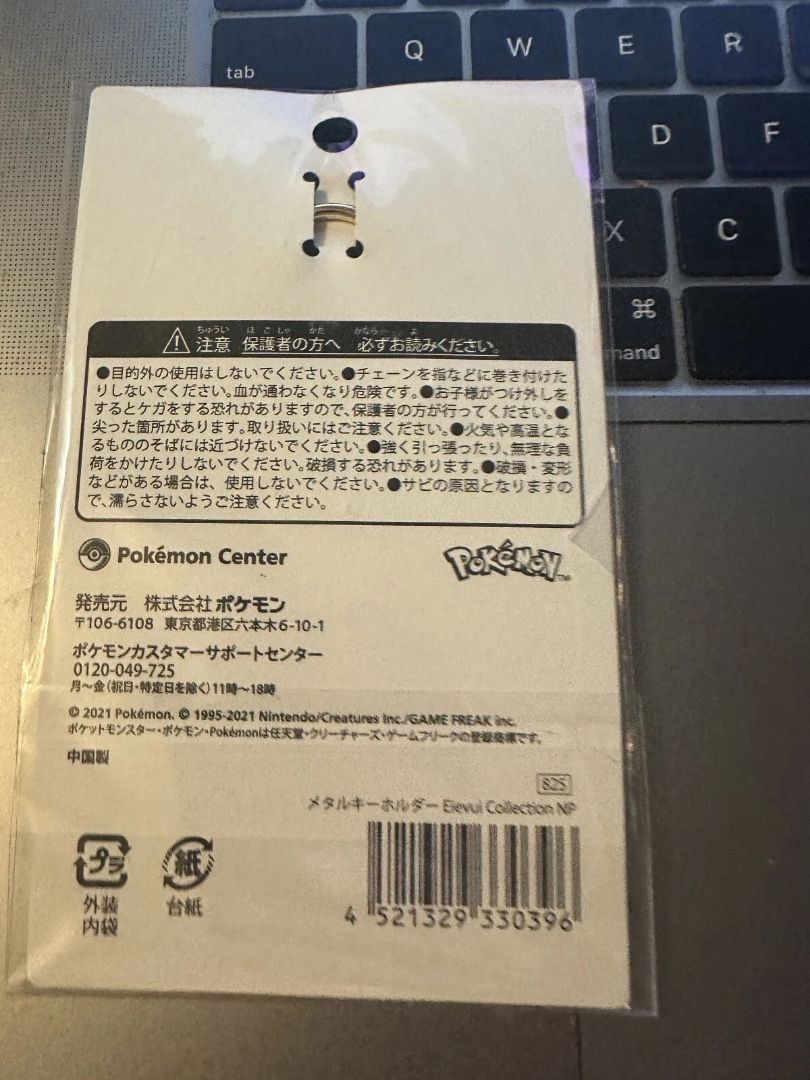 Q W E R
tab
D F
X C
⌘
mand
ちゅうい ほごしゃ かた かなら よ
⚠注意 保護者の方へ 必ずお読みください。
●目的外の使用はしないでください。●チェーンを指などに巻き付けた
りしないでください。血が通わなくなり危険です。●お子様がつけ外しを
するとケガをする恐れがありますので、保護者の方が行ってください。●
尖った箇所があります。取り扱いにはご注意ください。●火気や高温とな
るもののそばには近づけないでください。●強く引っ張ったり、無理な負
荷をかけたりしないでください。破損する恐れがあります。●破損・変形
などがある場合は、使用しないでください。●サビの原因となりますの
で、濡らさないようご注意ください。
Pokémon Center
POKéMON
TM
発売元 株式会社ポケモン
〒106-6108 東京都港区六本木6-10-1
ポケモンカスタマーサポートセンター
0120-049-725
月～金(祝日・特定日を除く)11時～18時
© 2021 Pokémon. © 1995-2021 Nintendo/Creatures Inc./GAME FREAK inc.
ポケットモンスター・ポケモン・Pokémonは任天堂・クリーチャーズ・ゲームフリークの登録商標です。
中国製
825
メタルキーホルダー Eievui Collection NP
プラ 紙
外装 台紙
内袋
4 521329 330396